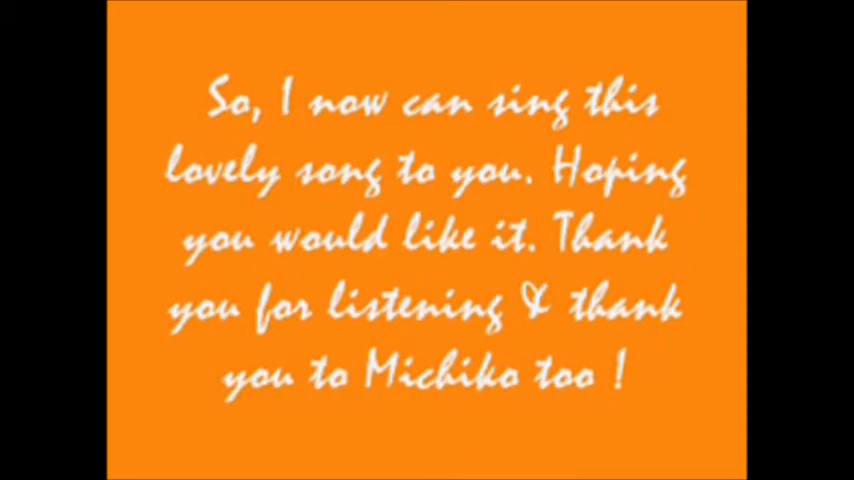 So, I now can sing this
lovely song to you. Hoping
you would like it. Thank
you for listening & thank
you to Michiko too !